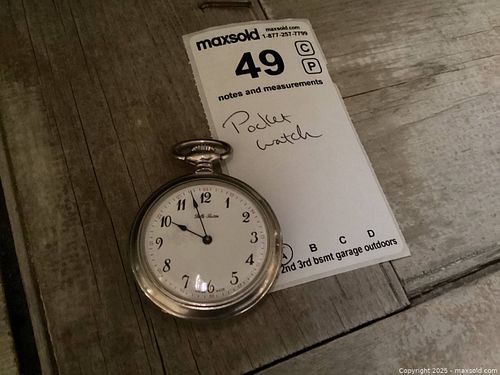 maxsold
maxsold.com
1-877-257-7799
49
C
P
notes and measurements
Pocket
watch
A B C D
2nd 3rd bsmt garage outdoors
12
1
2
3
4
5
6
7
8
9
10
11
Copyright 2025 - maxsold.com